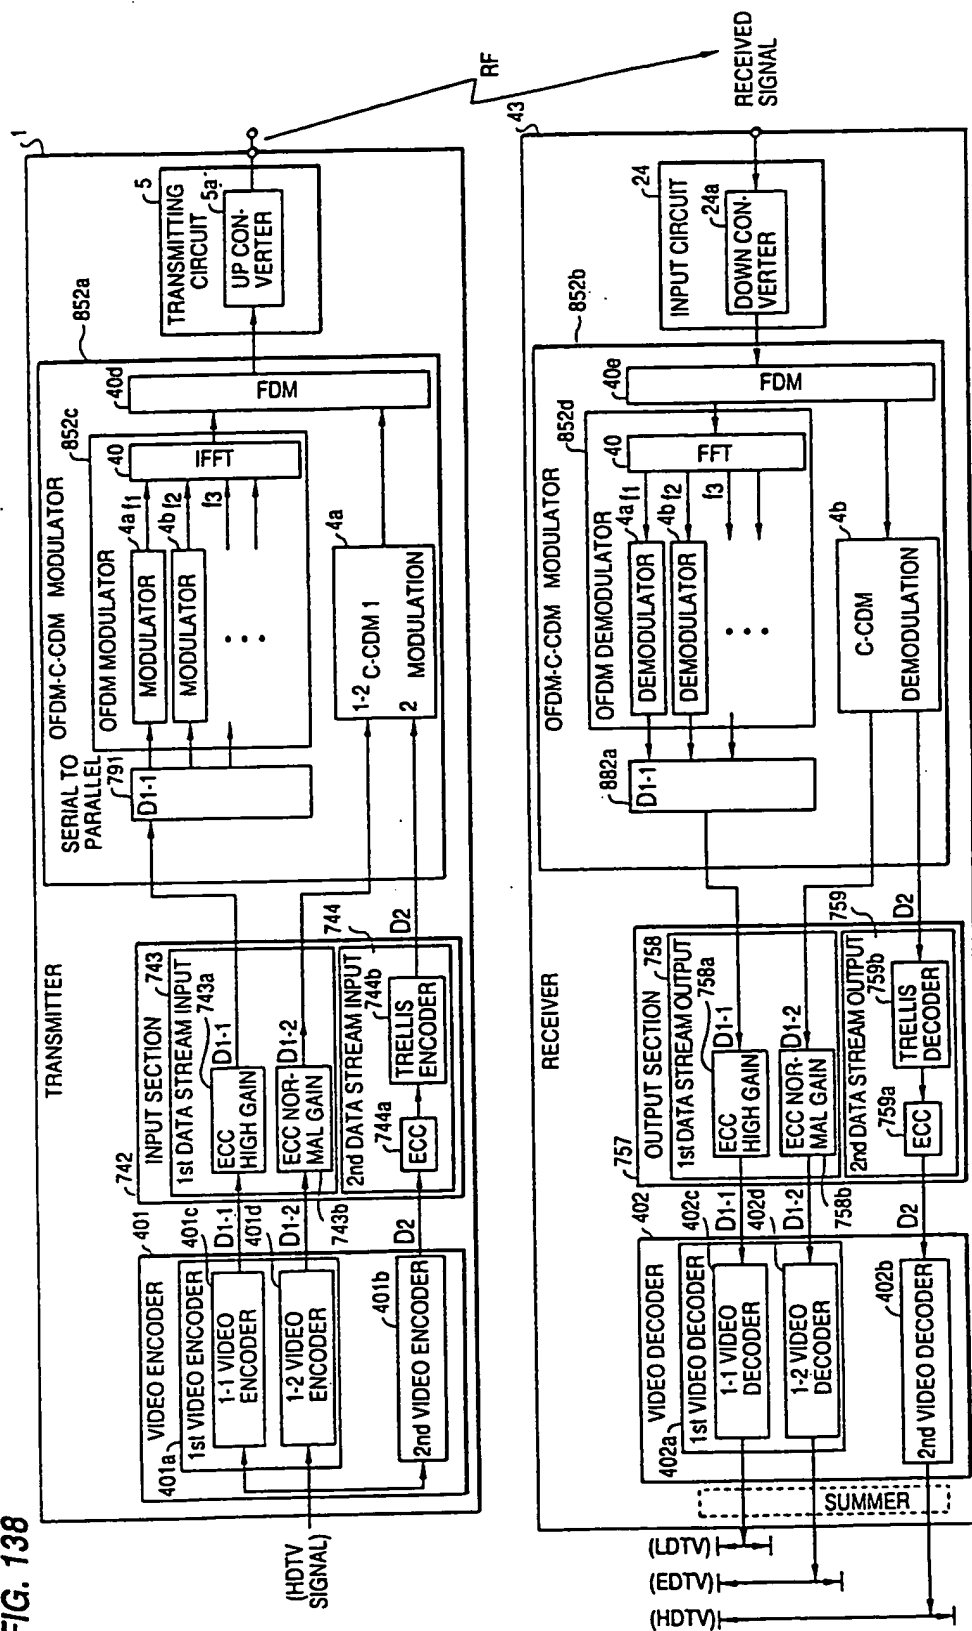 FIG. 138
TRANSMITTER
1
(HDTV
SIGNAL)
VIDEO ENCODER
401
401a
1st VIDEO ENCODER
401c
1-1 VIDEO
ENCODER
401d
1-2 VIDEO
ENCODER
401b
2nd VIDEO ENCODER
D1-1
D1-2
D2
742
INPUT SECTION
743
1st DATA STREAM INPUT
743a
ECC
HIGH GAIN
D1-1
ECC NOR-
MAL GAIN
D1-2
743b
744
2nd DATA STREAM INPUT
744a
ECC
744b
TRELLIS
ENCODER
D2
OFDM-C-CDM MODULATOR
852a
SERIAL TO
PARALLEL
791
D1-1
OFDM MODULATOR
852c
4a
MODULATOR
f1
4b
MODULATOR
f2
f3
40
IFFT
1-2
C-CDM 1
2
MODULATION
4a
40d
FDM
5
TRANSMITTING
CIRCUIT
5a
UP CON-
VERTER
RF
RECEIVED
SIGNAL
RECEIVER
43
(LDTV)
(EDTV)
(HDTV)
SUMMER
VIDEO DECODER
402
402a
1st VIDEO DECODER
402c
1-1 VIDEO
DECODER
402d
1-2 VIDEO
DECODER
402b
2nd VIDEO DECODER
D1-1
D1-2
D2
757
OUTPUT SECTION
758
1st DATA STREAM OUTPUT
758a
ECC
HIGH GAIN
D1-1
ECC NOR-
MAL GAIN
D1-2
758b
759
2nd DATA STREAM OUTPUT
759a
ECC
759b
TRELLIS
DECODER
D2
OFDM-C-CDM MODULATOR
852b
882a
D1-1
OFDM DEMODULATOR
852d
4a
DEMODULATOR
f1
4b
DEMODULATOR
f2
f3
40
FFT
4b
C-CDM
DEMODULATION
40e
FDM
24
INPUT CIRCUIT
24a
DOWN CON-
VERTER